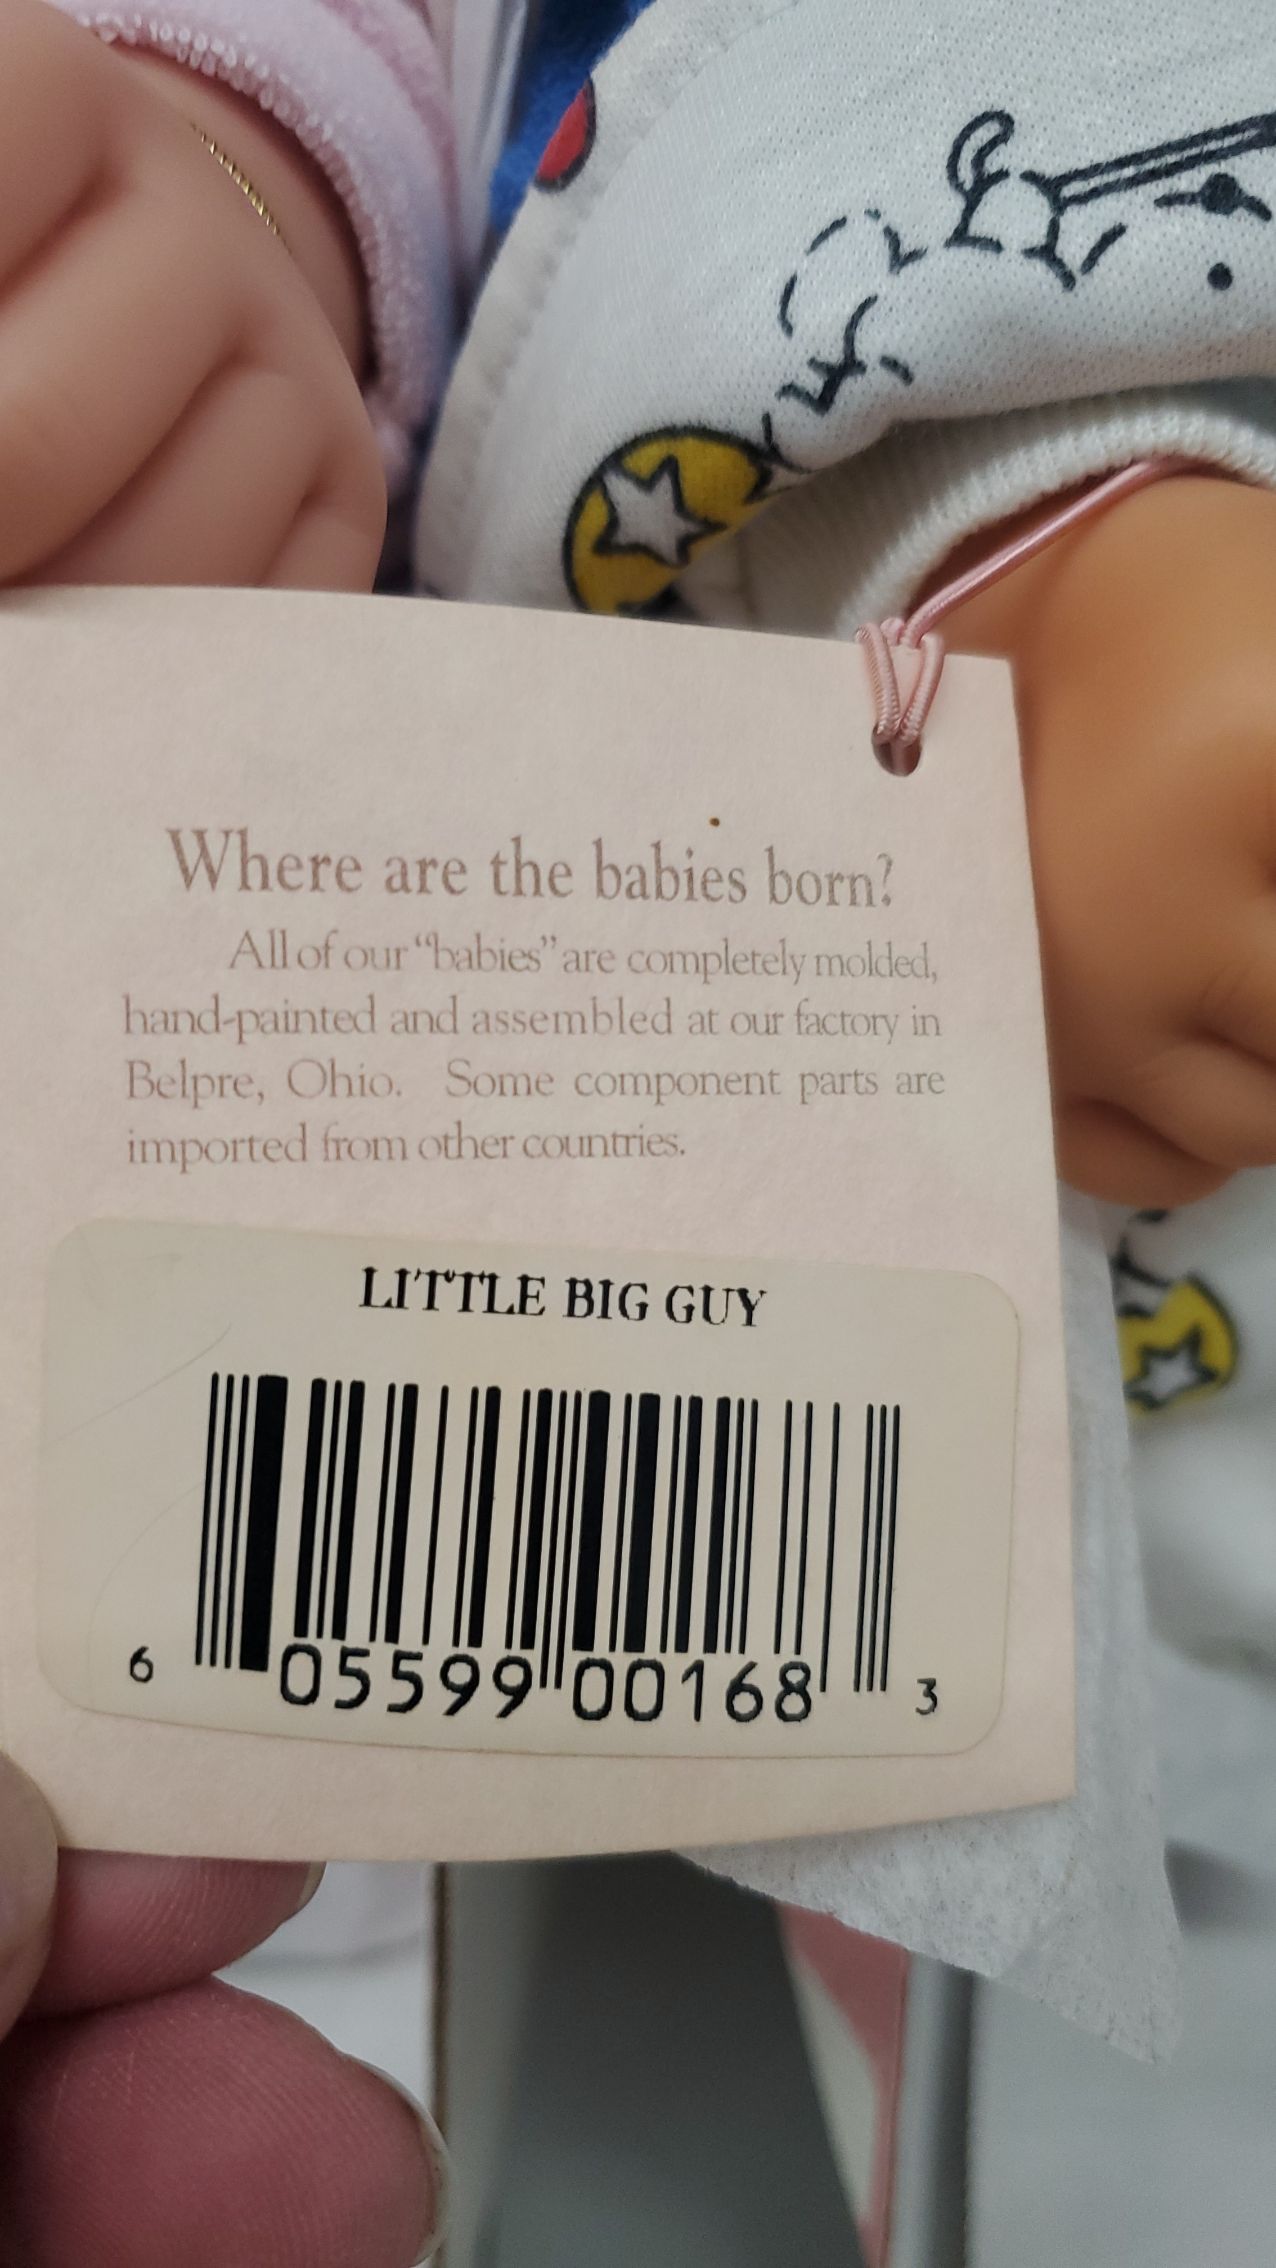 Where are the babies born?
All of our "babies" are completely molded,
hand-painted and assembled at our factory in
Belpre, Ohio. Some component parts are
imported from other countries.
LITTLE BIG GUY
6 05599 00168 3